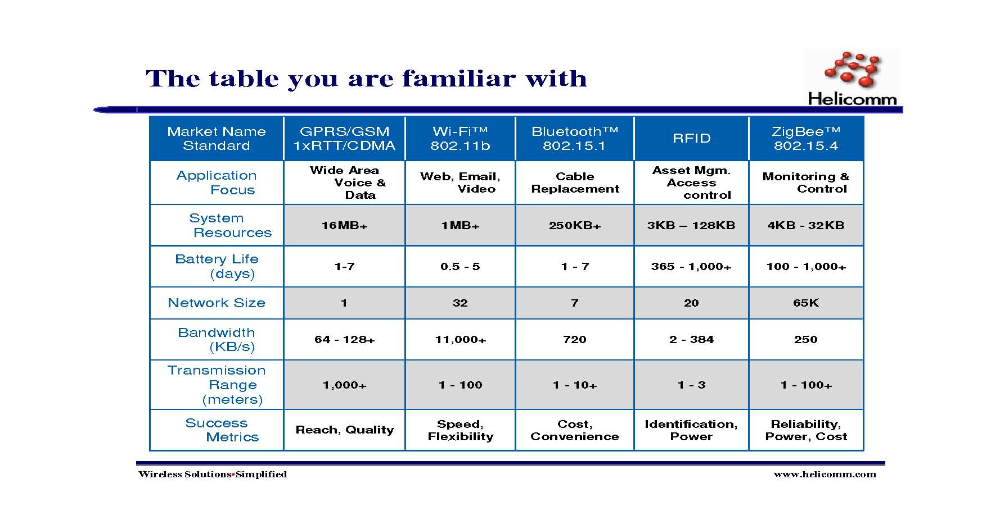 The table you are familiar with
Helicomm
Market Name
Standard
GPRS/GSM
1xRTT/CDMA
Wi-Fi™
802.11b
Bluetooth™
802.15.1
RFID
ZigBee™
802.15.4
Application
Focus
Wide Area
Voice &
Data
Web, Email,
Video
Cable
Replacement
Asset Mgm.
Access
control
Monitoring &
Control
System
Resources
16MB+
1MB+
250KB+
3KB – 128KB
4KB - 32KB
Battery Life
(days)
1-7
0.5 - 5
1 - 7
365 - 1,000+
100 - 1,000+
Network Size
1
32
7
20
65K
Bandwidth
(KB/s)
64 - 128+
11,000+
720
2 - 384
250
Transmission
Range
(meters)
1,000+
1 - 100
1 - 10+
1 - 3
1 - 100+
Success
Metrics
Reach, Quality
Speed,
Flexibility
Cost,
Convenience
Identification,
Power
Reliability,
Power, Cost
Wireless Solutions•Simplified
www.helicomm.com